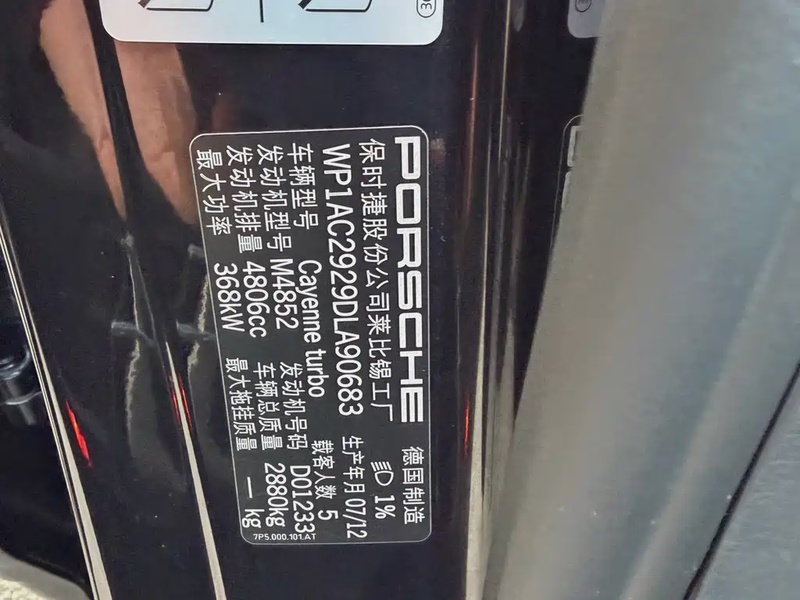 PORSCHE 德国制造
保时捷股份公司莱比锡工厂 1%
WP1AC2929DLA90683 生产年月 07/12
载客人数 5
车辆型号 Cayenne turbo 发动机号码 D01233
发动机型号 M4852 车辆总质量 2880kg
发动机排量 4806cc 最大拖挂质量 — kg
最大功率 368kW
7P5.000.101.AT